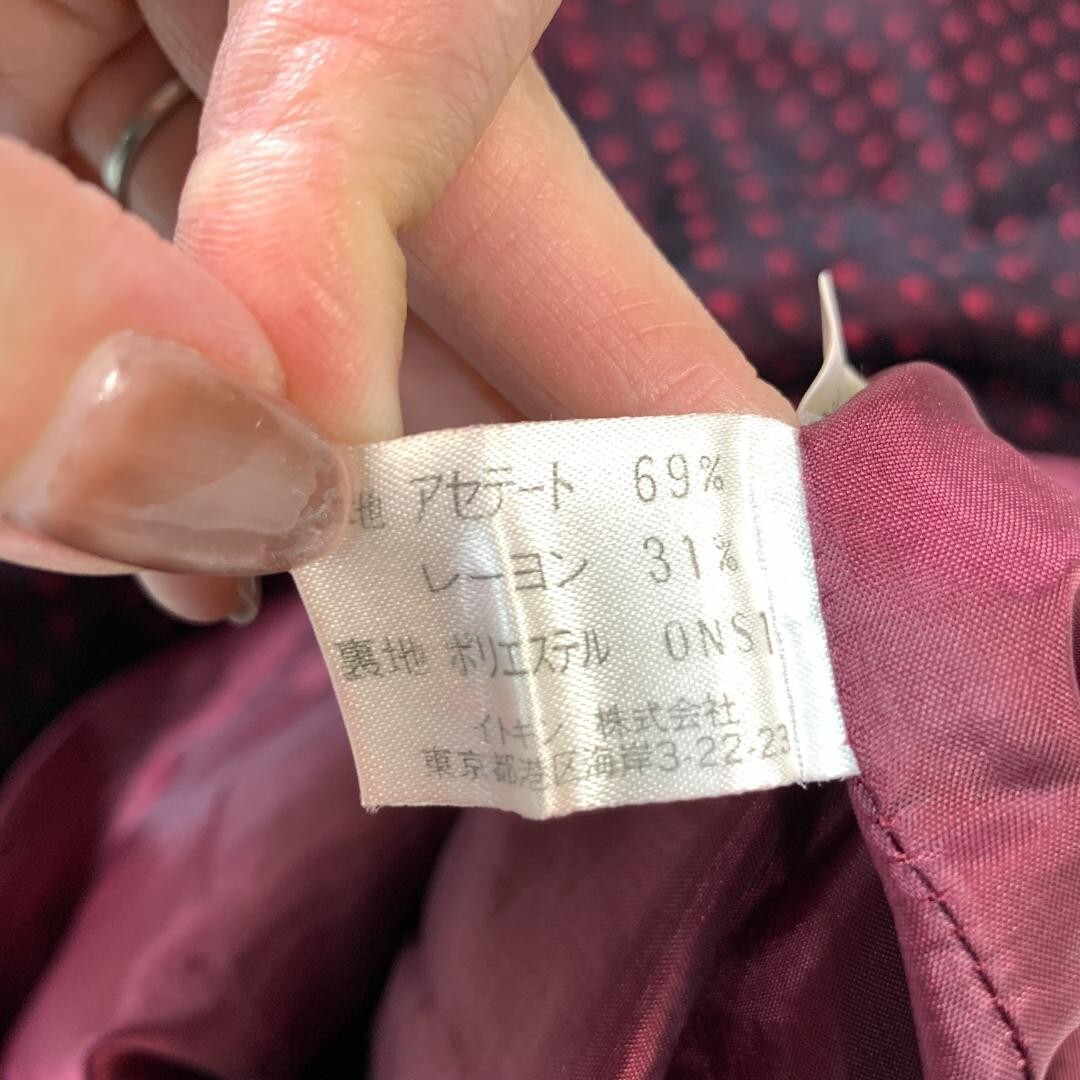 地 アセテート 69%
レーヨン 31%
裏地 ポリエステル 0NS1
イトキン 株式会社
東京都港区海岸3-22-23